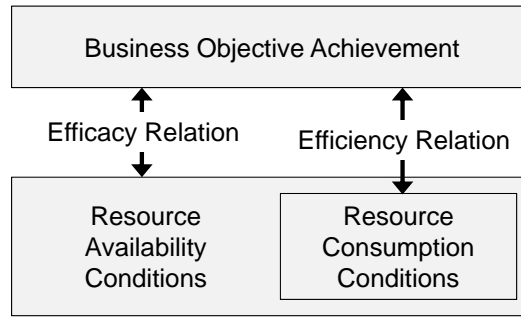 Business Objective Achievement
Efficacy Relation
Efficiency Relation
Resource
Availability
Conditions
Resource
Consumption
Conditions